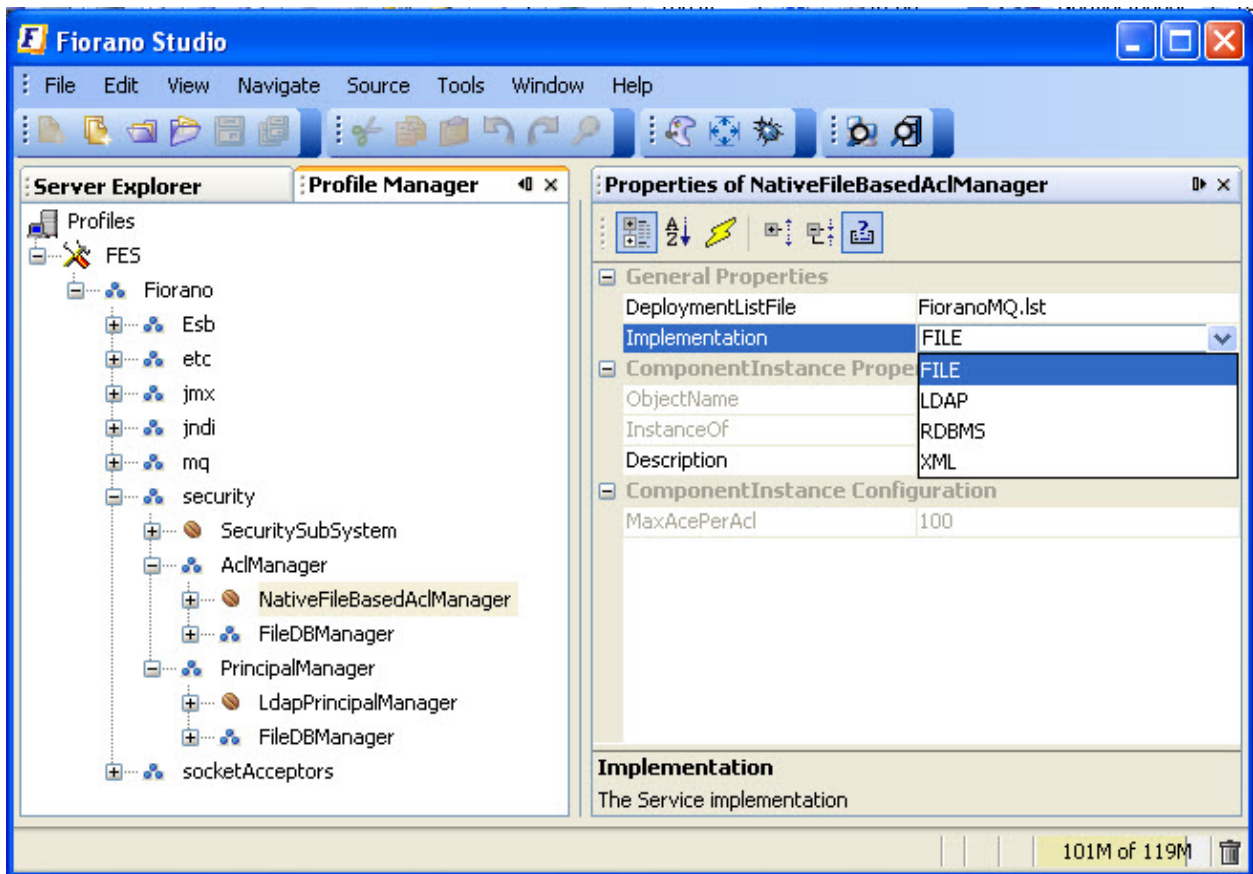 Fiorano Studio
File Edit View Navigate Source Tools Window Help
Server Explorer
Profile Manager
Profiles
FES
Fiorano
Esb
etc
jmx
jndi
mq
security
SecuritySubSystem
AclManager
NativeFileBasedAclManager
FileDBManager
PrincipalManager
LdapPrincipalManager
FileDBManager
socketAcceptors
Properties of NativeFileBasedAclManager
General Properties
DeploymentListFile FioranoMQ.lst
Implementation FILE
ComponentInstance Prope FILE
ObjectName LDAP
InstanceOf RDBMS
Description XML
ComponentInstance Configuration
MaxAcePerAcl 100
Implementation
The Service implementation
101M of 119M